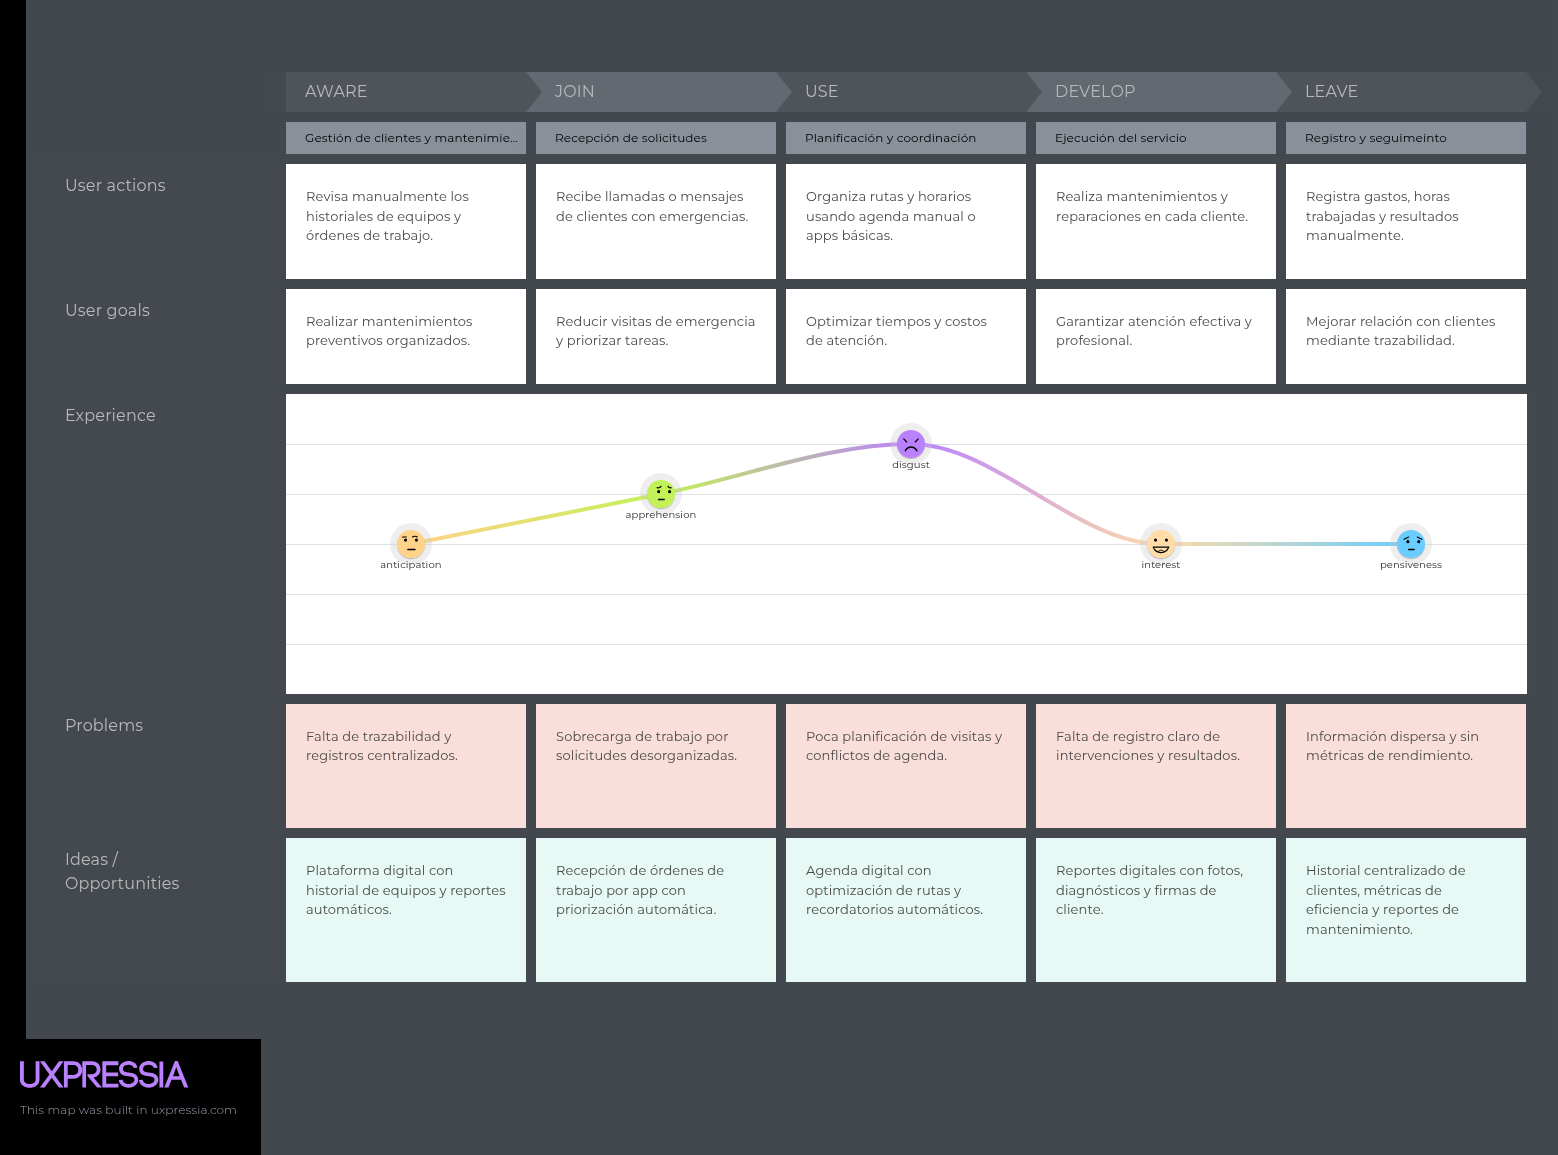 AWARE
JOIN
USE
DEVELOP
LEAVE
Gestión de clientes y mantenimie...
Recepción de solicitudes
Planificación y coordinación
Ejecución del servicio
Registro y seguimeínto
User actions
Revisa manualmente los
historiales de equipos y
órdenes de trabajo.
Recibe llamadas o mensajes
de clientes con emergencias.
Organiza rutas y horarios
usando agenda manual o
apps básicas.
Realiza mantenimientos y
reparaciones en cada cliente.
Registra gastos, horas
trabajadas y resultados
manualmente.
User goals
Realizar mantenimientos
preventivos organizados.
Reducir visitas de emergencia
y priorizar tareas.
Optimizar tiempos y costos
de atención.
Garantizar atención efectiva y
profesional.
Mejorar relación con clientes
mediante trazabilidad.
Experience
anticipation
apprehension
disgust
interest
pensiveness
Problems
Falta de trazabilidad y
registros centralizados.
Sobrecarga de trabajo por
solicitudes desorganizadas.
Poca planificación de visitas y
conflictos de agenda.
Falta de registro claro de
intervenciones y resultados.
Información dispersa y sin
métricas de rendimiento.
Ideas /
Opportunities
Plataforma digital con
historial de equipos y reportes
automáticos.
Recepción de órdenes de
trabajo por app con
priorización automática.
Agenda digital con
optimización de rutas y
recordatorios automáticos.
Reportes digitales con fotos,
diagnósticos y firmas de
cliente.
Historial centralizado de
clientes, métricas de
eficiencia y reportes de
mantenimiento.
UXPRESSIA
This map was built in uxpressia.com